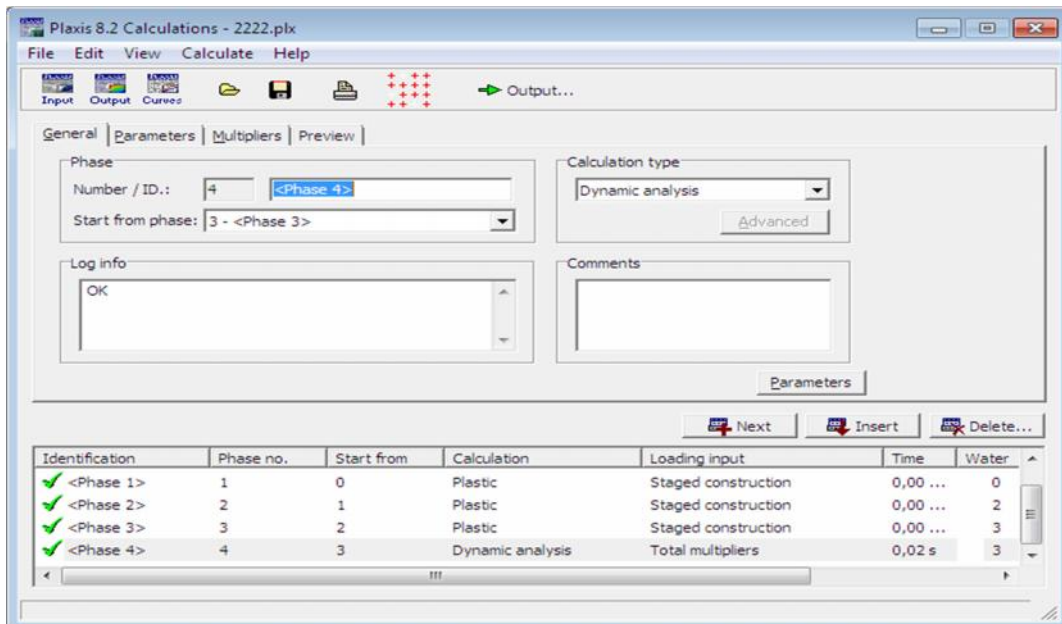 Plaxis 8.2 Calculations - 2222.plx
File Edit View Calculate Help
Input Output Curves Output...
General Parameters Multipliers Preview
Phase
Number / ID.: 4 <Phase 4>
Start from phase: 3 - <Phase 3>
Calculation type
Dynamic analysis
Advanced
Log info
OK
Comments
Parameters
Next Insert Delete...
Identification Phase no. Start from Calculation Loading input Time Water
<Phase 1> 1 0 Plastic Staged construction 0,00 ... 0
<Phase 2> 2 1 Plastic Staged construction 0,00 ... 2
<Phase 3> 3 2 Plastic Staged construction 0,00 ... 3
<Phase 4> 4 3 Dynamic analysis Total multipliers 0,02 s 3